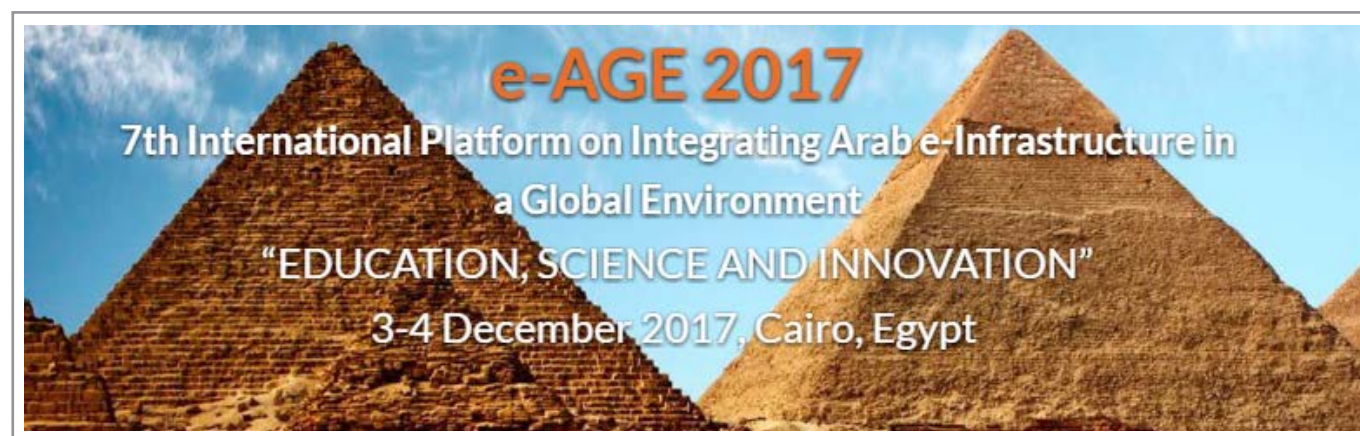 e-AGE 2017
7th International Platform on Integrating Arab e-Infrastructure in
a Global Environment
“EDUCATION, SCIENCE AND INNOVATION”
3-4 December 2017, Cairo, Egypt